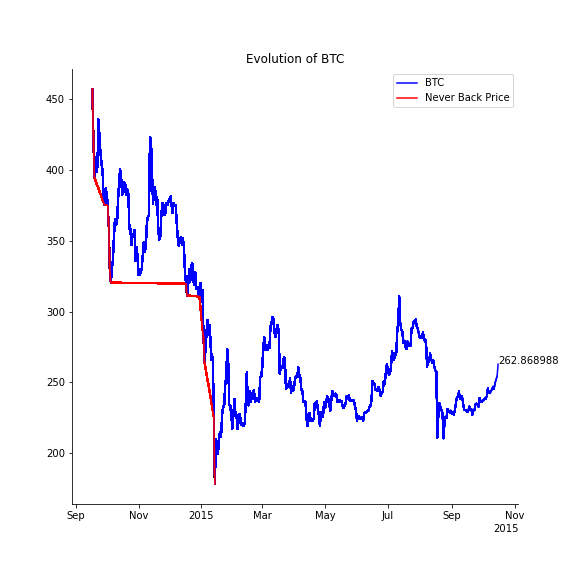 Evolution of BTC
BTC
Never Back Price
450
400
350
300
250
200
262.868988
Sep
Nov
2015
Mar
May
Jul
Sep
Nov
2015